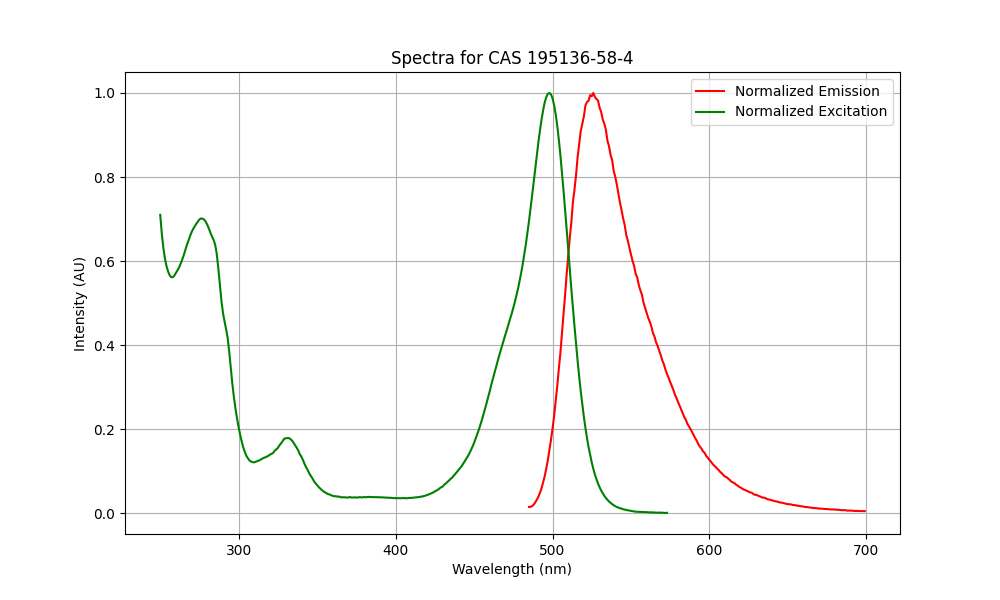 Spectra for CAS 195136-58-4
Normalized Emission
Normalized Excitation
Intensity (AU)
1.0
0.8
0.6
0.4
0.2
0.0
300 400 500 600 700
Wavelength (nm)